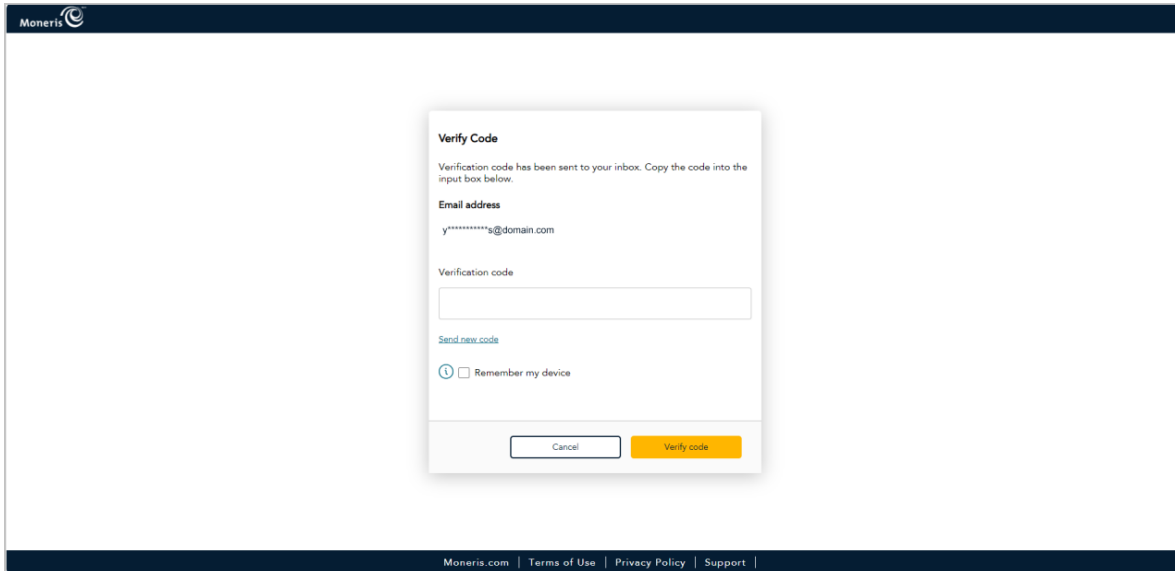 Moneris
Verify Code
Verification code has been sent to your inbox. Copy the code into the
input box below.
Email address
y***********s@domain.com
Verification code
Send new code
Remember my device
Cancel
Verify code
Moneris.com | Terms of Use | Privacy Policy | Support |